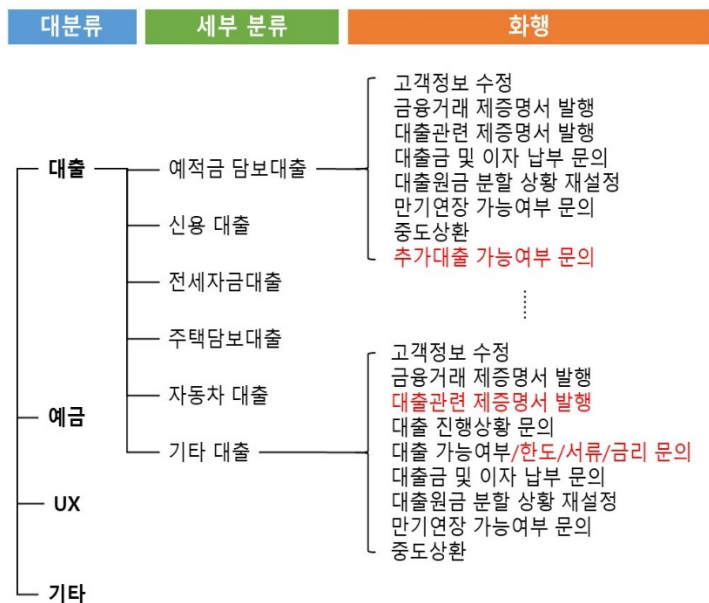 대분류 세부 분류 화행
대출
예금
UX
기타
예적금 담보대출
신용 대출
전세자금대출
주택담보대출
자동차 대출
기타 대출
고객정보 수정
금융거래 제증명서 발행
대출관련 제증명서 발행
대출금 및 이자 납부 문의
대출원금 분할 상황 재설정
만기연장 가능여부 문의
중도상환
추가대출 가능여부 문의
고객정보 수정
금융거래 제증명서 발행
대출관련 제증명서 발행
대출 진행상황 문의
대출 가능여부/한도/서류/금리 문의
대출금 및 이자 납부 문의
대출원금 분할 상황 재설정
만기연장 가능여부 문의
중도상환